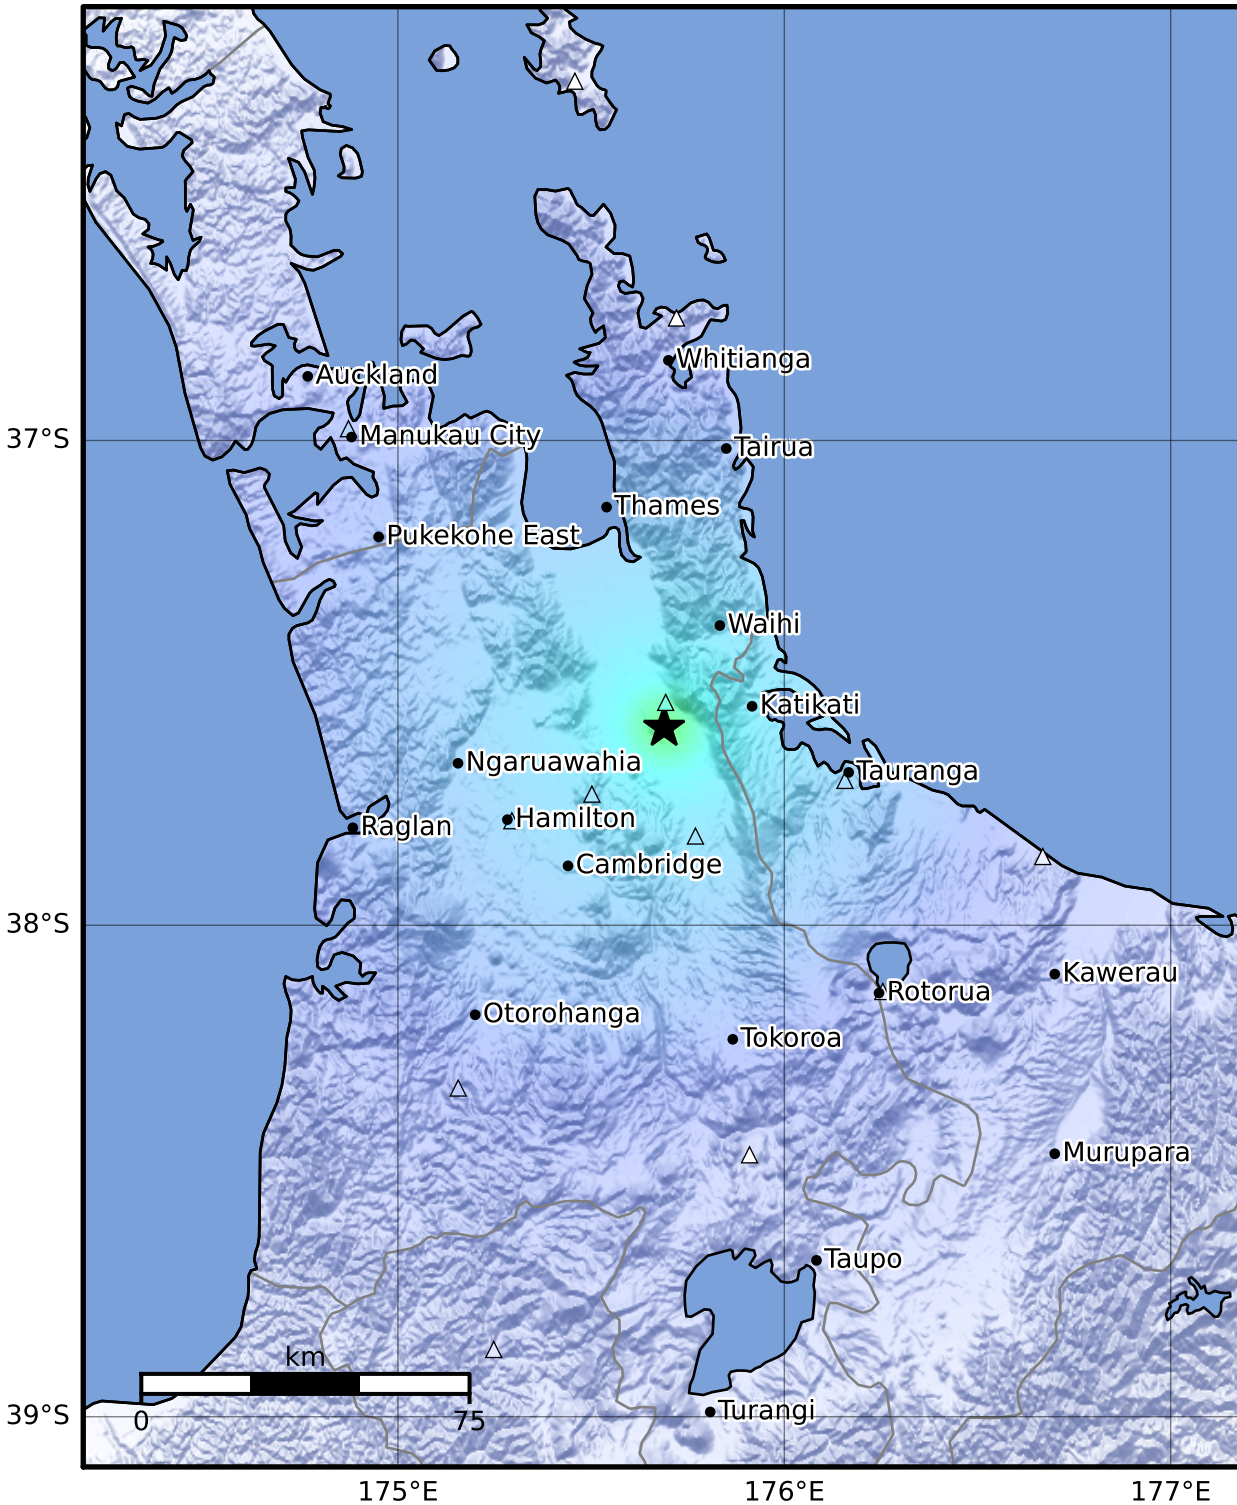 Whitianga
Auckland
Manukau City
37°S
Tairua
Thames
Pukekohe East
Waihi
Katikati
Ngaruawahia
Tauranga
Hamilton
Raglan
Cambridge
38°S
Kawerau
Rotorua
Otorohanga
Tokoroa
Murupara
Taupo
km
0
75
Turangi
39°S
175°E
176°E
177°E